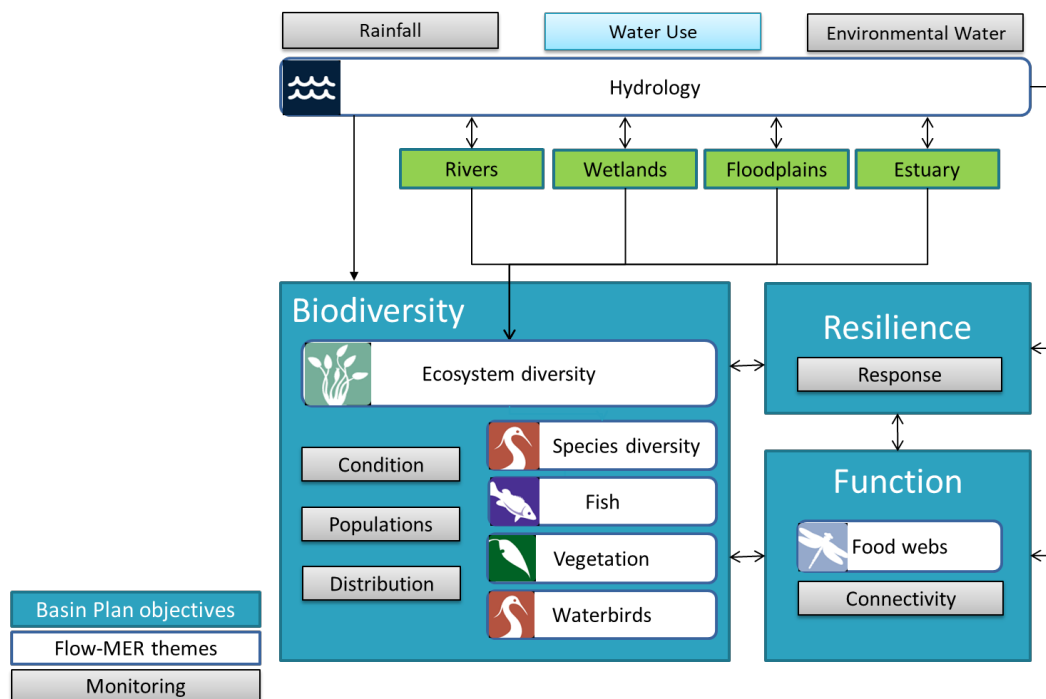 Rainfall
Water Use
Environmental Water
Hydrology
Rivers
Wetlands
Floodplains
Estuary
Biodiversity
Ecosystem diversity
Condition
Populations
Distribution
Species diversity
Fish
Vegetation
Waterbirds
Resilience
Response
Function
Food webs
Connectivity
Basin Plan objectives
Flow-MER themes
Monitoring